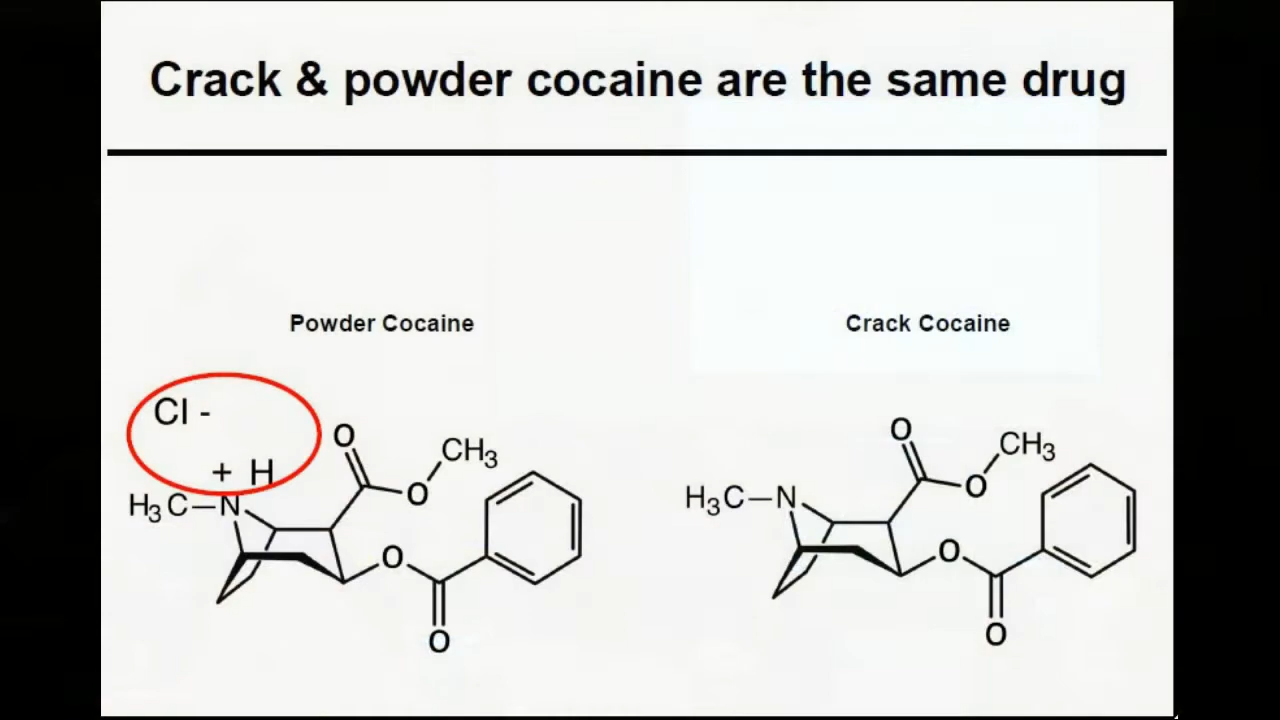 Crack & powder cocaine are the same drug
Powder Cocaine
Crack Cocaine
Cl -
+ H
H₃C N
O
CH₃
O
O
O
H₃C N
O
CH₃
O
O
O